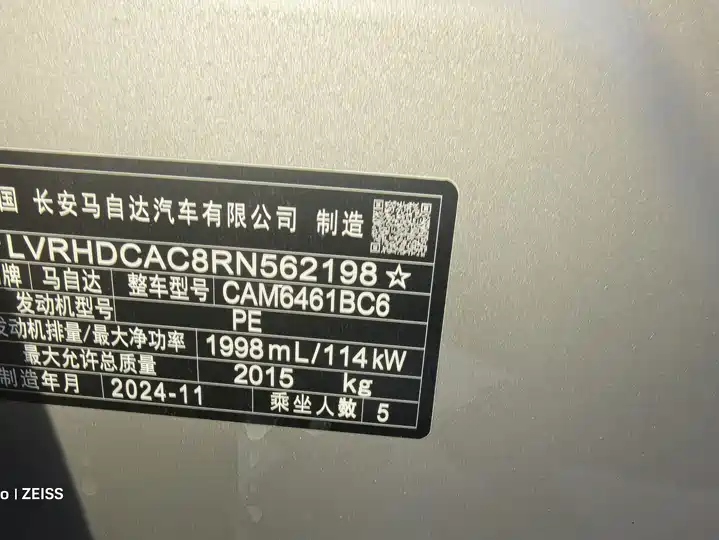 国 长安马自达汽车有限公司 制造
LVRHDCAC8RN562198☆
牌 马自达 整车型号 CAM6461BC6
发动机型号 PE
发动机排量/最大净功率 1998mL/114kW
最大允许总质量 2015 kg
制造年月 2024-11 乘坐人数 5
o | ZEISS